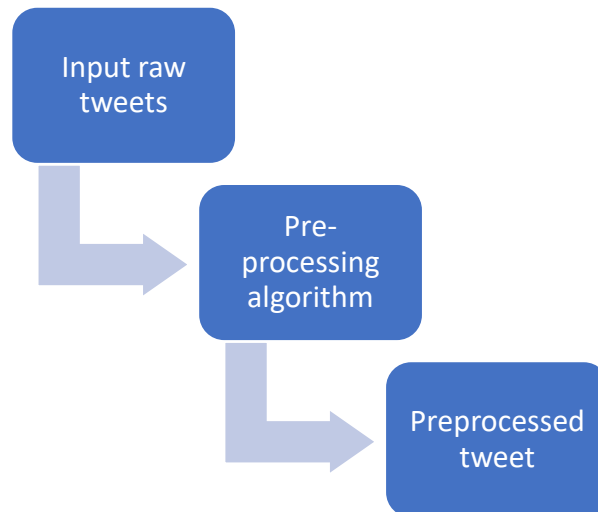 Input raw
tweets
Pre-
processing
algorithm
Preprocessed
tweet